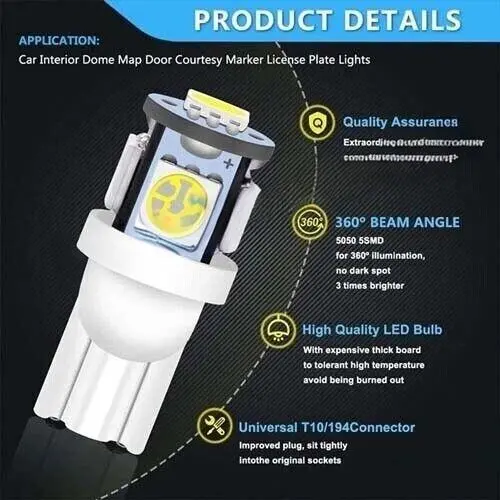 PRODUCT DETAILS
APPLICATION:
Car Interior Dome Map Door Courtesy Marker License Plate Lights
Q
Quality
+
360°
360° BEAM ANGLE
5050 5SMD
for 360° illumination,
no dark spot
3 times brighter
High Quality LED Bulb
With expensive thick board
to tolerant high temperature
avoid being burned out
Universal T10/194Connector
Improved plug, sit tightly
intothe original sockets